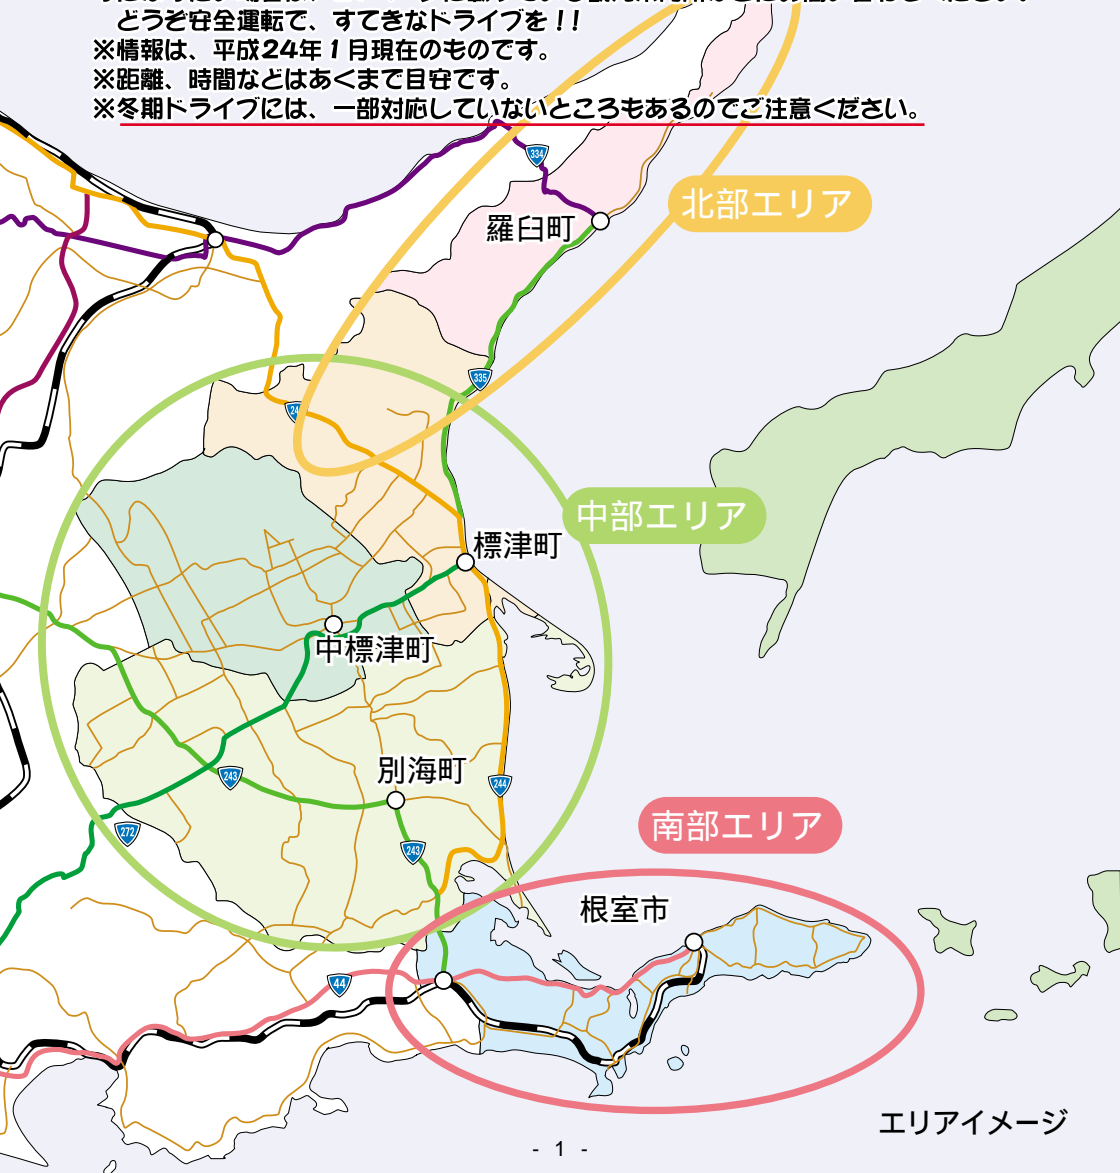 どうぞ安全運転で、すてきなドライブを！！
※情報は、平成24年１月現在のものです。
※距離、時間などはあくまで目安です。
※冬期ドライブには、一部対応していないところもあるのでご注意ください。
334
北部エリア
羅臼町
335
24
中部エリア
標津町
中標津町
別海町
243
244
南部エリア
272
243
根室市
44
エリアイメージ
- 1 -